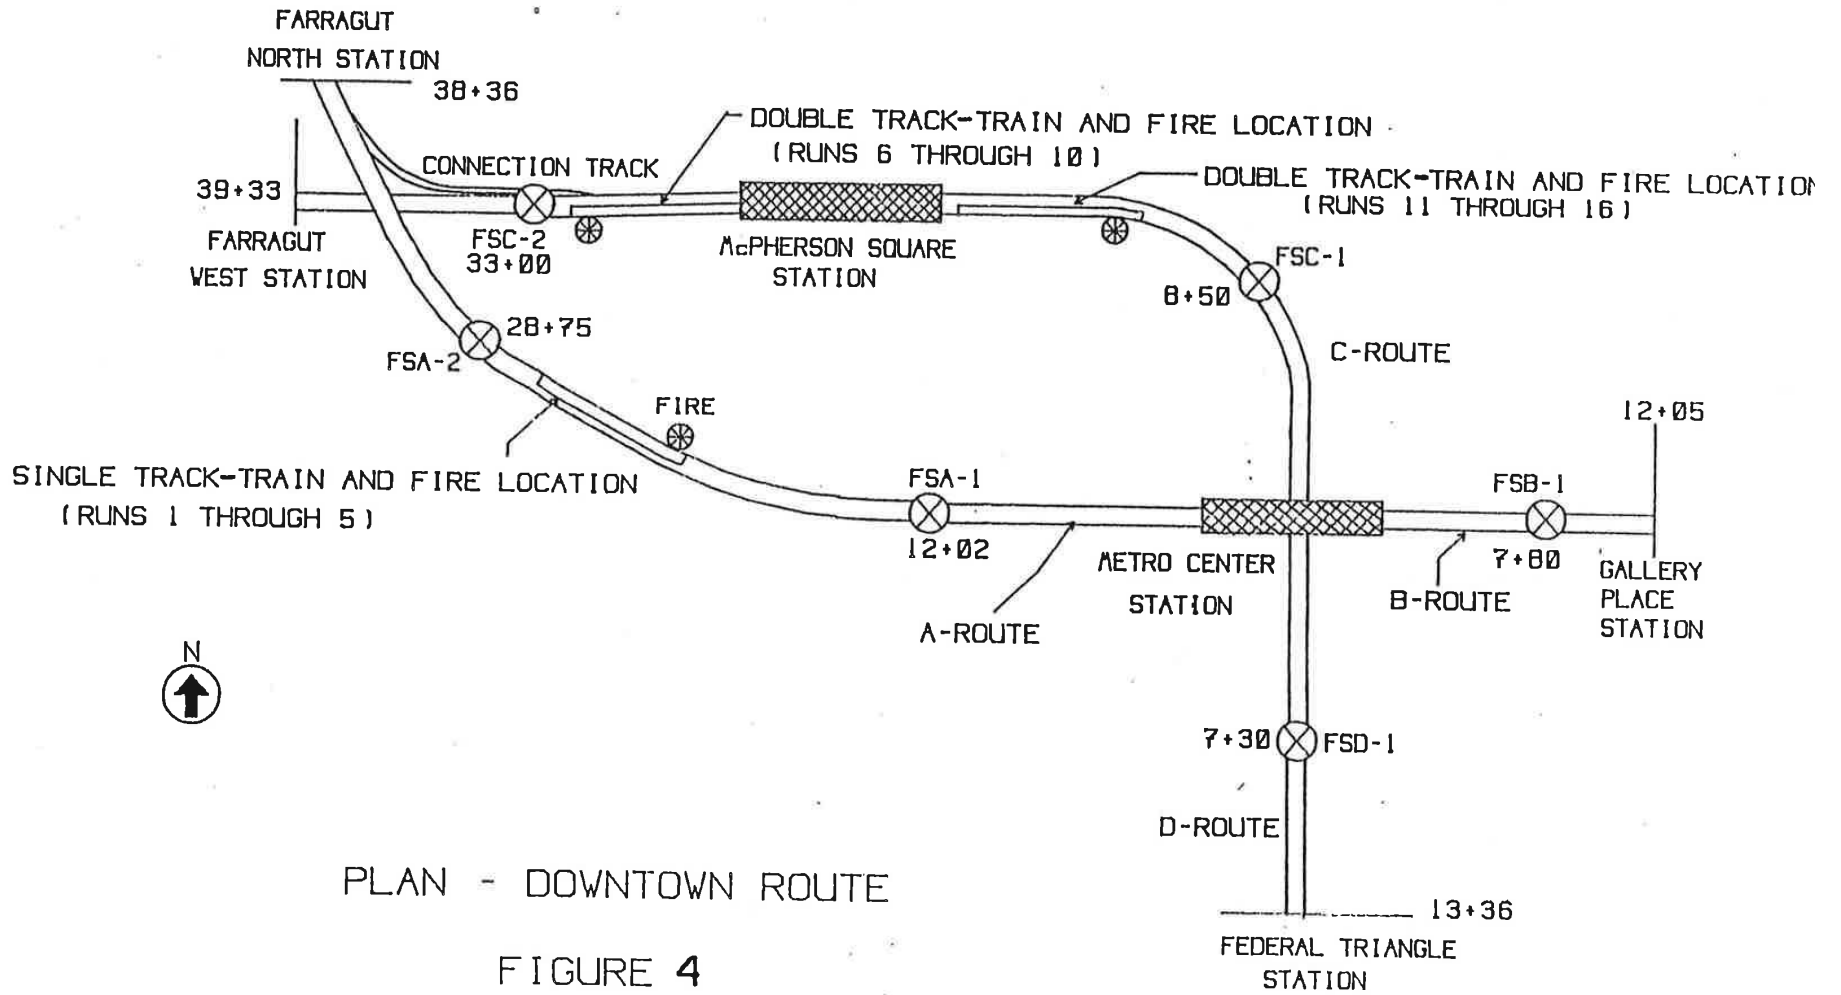 FARRAGUT
NORTH STATION
38+36
DOUBLE TRACK-TRAIN AND FIRE LOCATION
(RUNS 6 THROUGH 10)
CONNECTION TRACK
DOUBLE TRACK-TRAIN AND FIRE LOCATION
(RUNS 11 THROUGH 16)
39+33
FARRAGUT
WEST STATION
FSC-2
33+00
McPHERSON SQUARE
STATION
FSC-1
8+50
28+75
FSA-2
C-ROUTE
FIRE
12+05
SINGLE TRACK-TRAIN AND FIRE LOCATION
(RUNS 1 THROUGH 5)
FSA-1
12+02
FSB-1
7+80
METRO CENTER
STATION
A-ROUTE
B-ROUTE
GALLERY
PLACE
STATION
N
7+30
FSD-1
D-ROUTE
PLAN - DOWNTOWN ROUTE
13+36
FEDERAL TRIANGLE
STATION
FIGURE 4